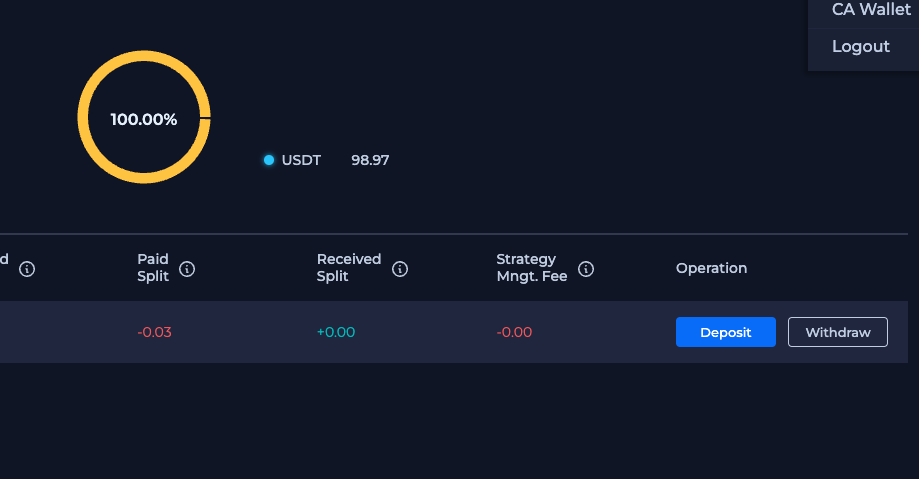 CA Wallet
Logout
100.00%
USDT 98.97
d
Paid
Split
Received
Split
Strategy
Mngt. Fee
Operation
-0.03
+0.00
-0.00
Deposit
Withdraw